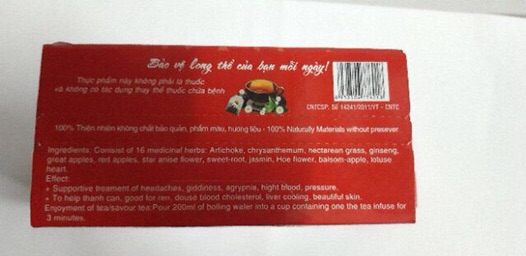 Bảo vệ long thể của bạn mỗi ngày!
Thực phẩm này không phải là thuốc
và không có tác dụng thay thế thuốc chữa bệnh
CNTCSP: Số 14241/2011/YT - CNTC
100% Thiên nhiên không chất bảo quản, phẩm màu, hương liệu - 100% Naturally Materials without preserver
Ingredients: Consist of 16 medicinal herbs: Artichoke, chrysanthemum, nectarean grass, ginseng,
great apples, red apples, star anise flower, sweet-root, jasmin, Hoe flower, balsom-apple, lotuse
heart.
Effect:
+ Supportive treament of headaches, giddiness, agrypnia, hight blood, pressure.
+ To help thanh can, good for ren, douse blood cholesterol, liver cooling, beautiful skin.
Enjoyment of tea/savour tea:Pour 200ml of boiling water into a cup containing one the tea infuse for
3 minutes.